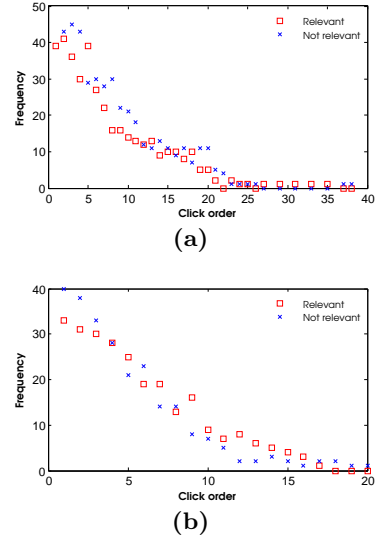 50
40
30
20
10
0
Frequency
Relevant
Not relevant
0 5 10 15 20 25 30 35 40
Click order
(a)
40
30
20
10
0
Frequency
Relevant
Not relevant
0 5 10 15 20
Click order
(b)